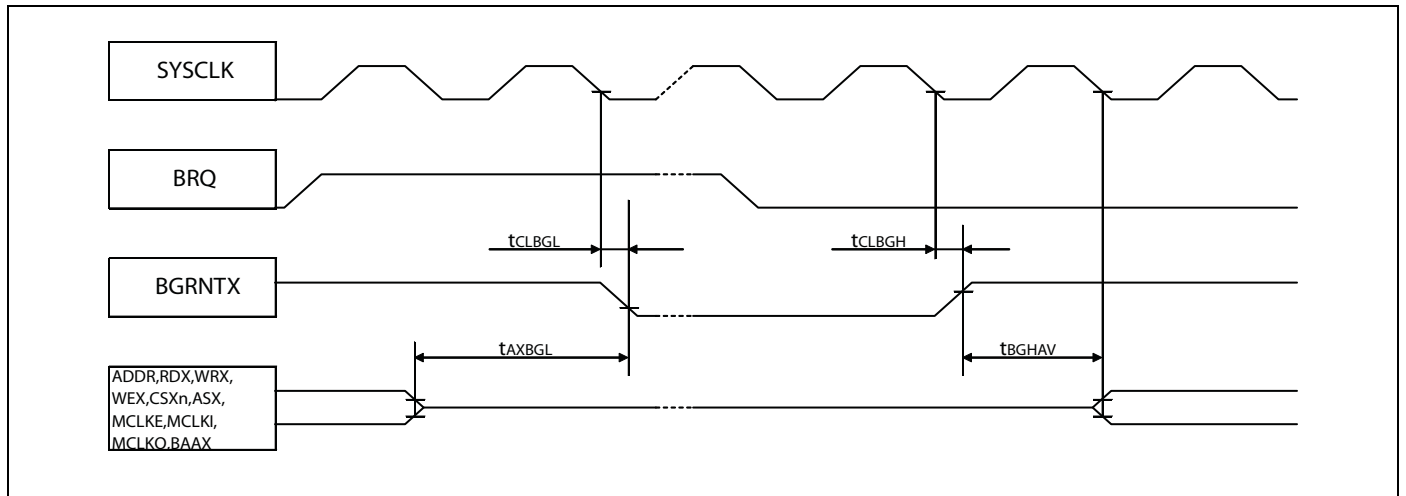 SYSCLK
BRQ
tCLBGL
tCLBGH
BGRNTX
tAXBGL
tBGHAV
ADDR,RDX,WRX,
WEX,CSXn,ASX,
MCLKE,MCLKI,
MCLKO,BAAX